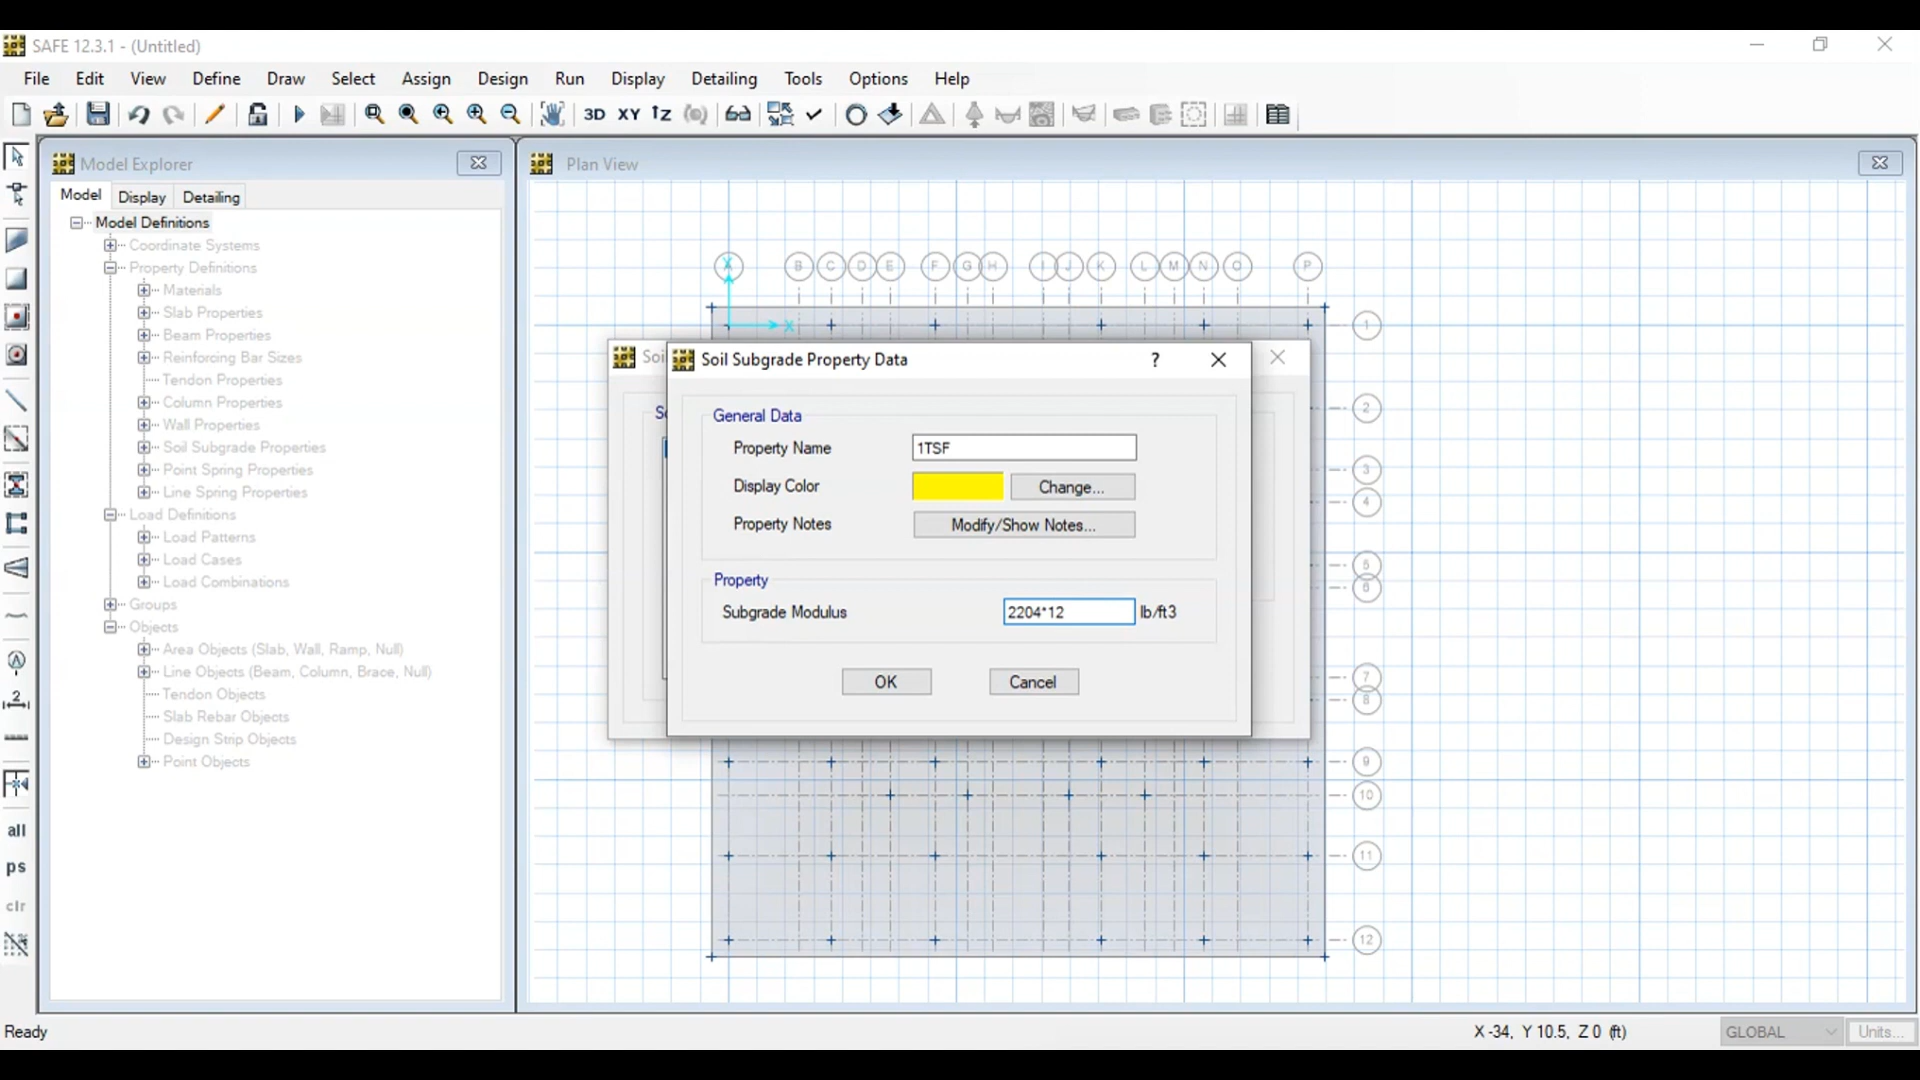 SAFE 12.3.1 - (Untitled)
File Edit View Define Draw Select Assign Design Run Display Detailing Tools Options Help
3D XY
Model Explorer
Model Display Detailing
Model Definitions
Coordinate Systems
Property Definitions
Materials
Slab Properties
Beam Properties
Reinforcing Bar Sizes
Tendon Properties
Column Properties
Wall Properties
Soil Subgrade Properties
Point Spring Properties
Line Spring Properties
Load Definitions
Load Patterns
Load Cases
Load Combinations
Groups
Objects
Area Objects (Slab, Wall, Ramp, Null)
Line Objects (Beam, Column, Brace, Null)
Tendon Objects
Slab Rebar Objects
Design Strip Objects
Point Objects
all
ps
clr
Plan View
B C D E F G H I J K L M N O P
X
1
2
3
4
5
6
7
8
9
10
11
12
Soil Subgrade Property Data ?
General Data
Property Name 1TSF
Display Color Change...
Property Notes Modify/Show Notes...
Property
Subgrade Modulus 2204*12 lb/ft3
OK Cancel
Ready X -34, Y 10.5, Z 0 (ft) GLOBAL Units...